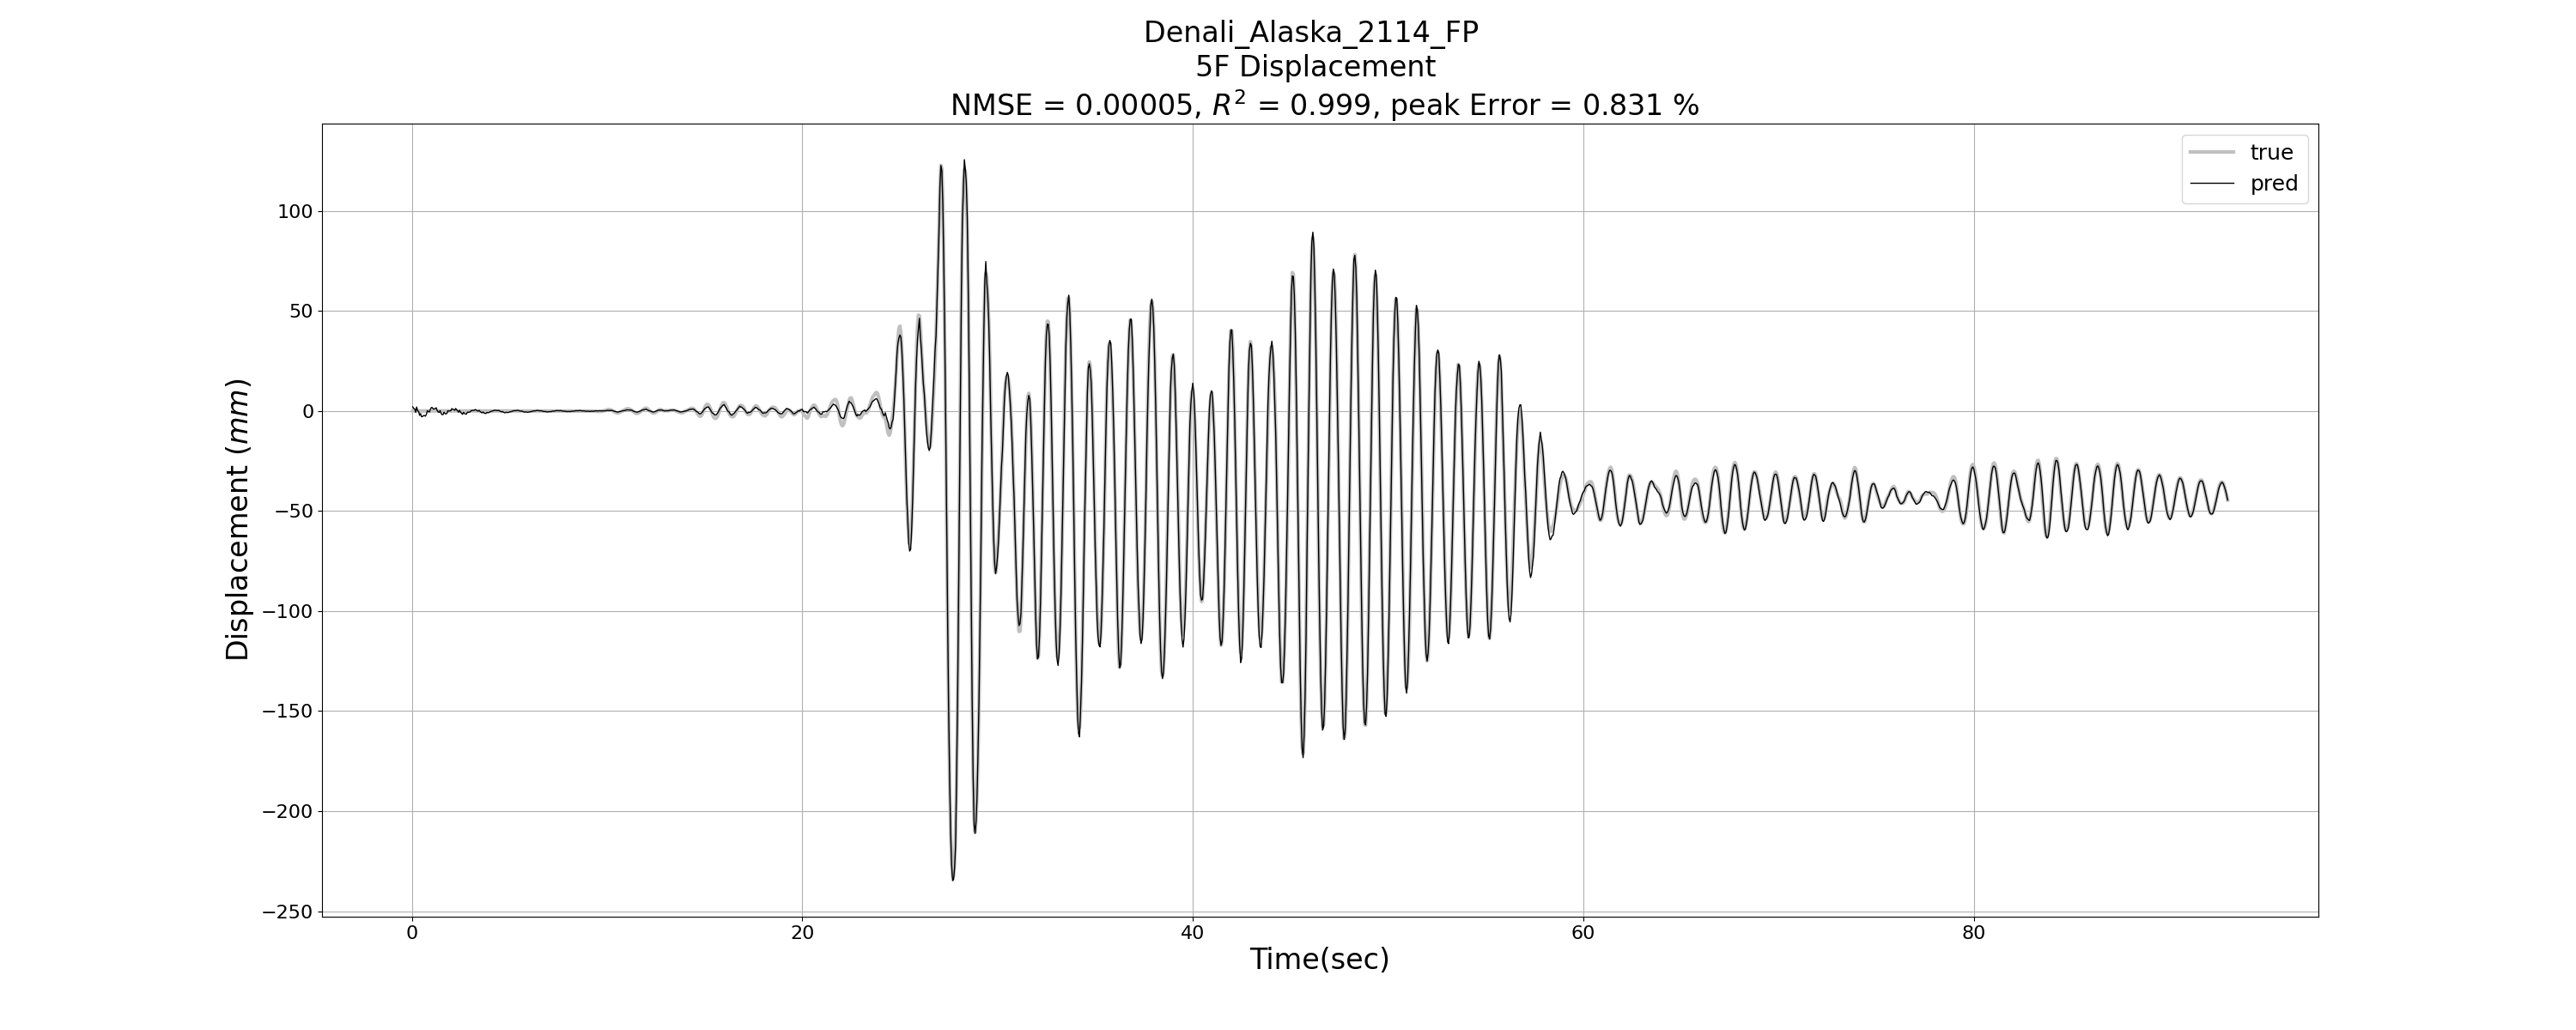 Denali_Alaska_2114_FP
5F Displacement
NMSE = 0.00005, R² = 0.999, peak Error = 0.831 %
true
pred
100
50
0
−50
−100
−150
−200
−250
Displacement (mm)
0
20
40
60
80
Time(sec)